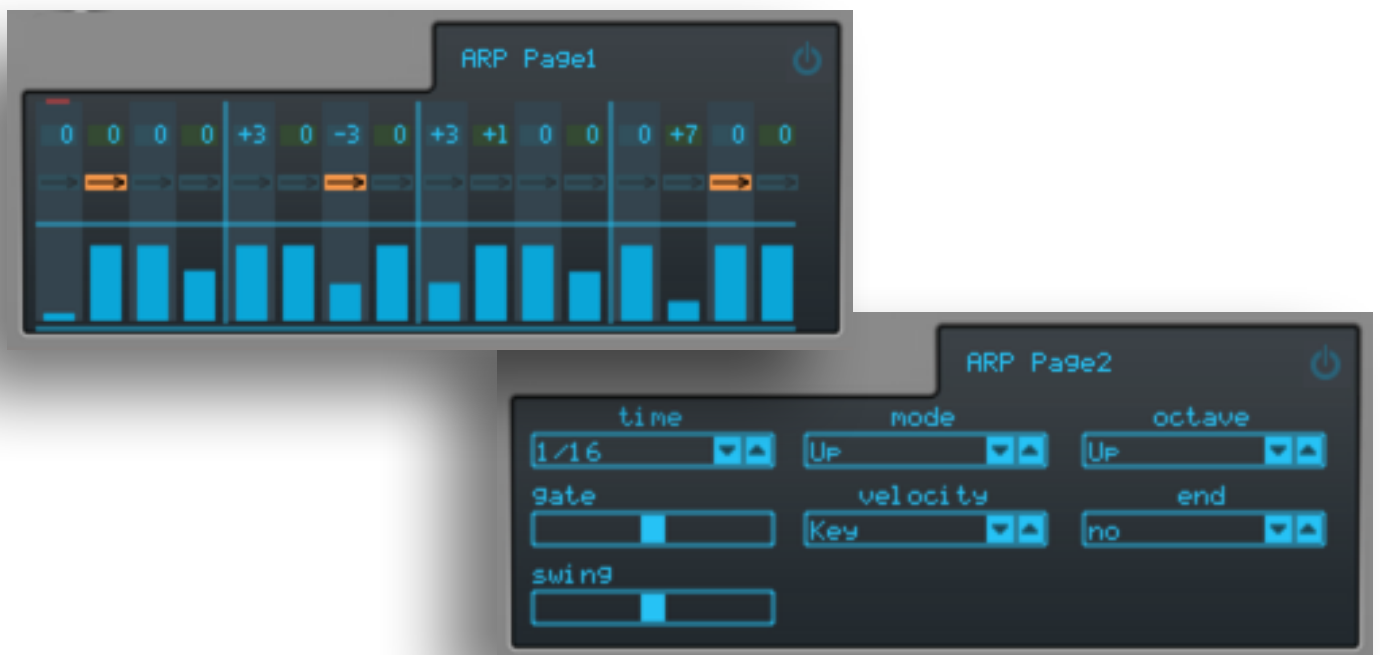 ARP Page1
0 0 0 0 +3 0 -3 0 +3 +1 0 0 0 +7 0 0
ARP Page2
time mode octave
1/16 Up Up
gate velocity end
Key no
swing